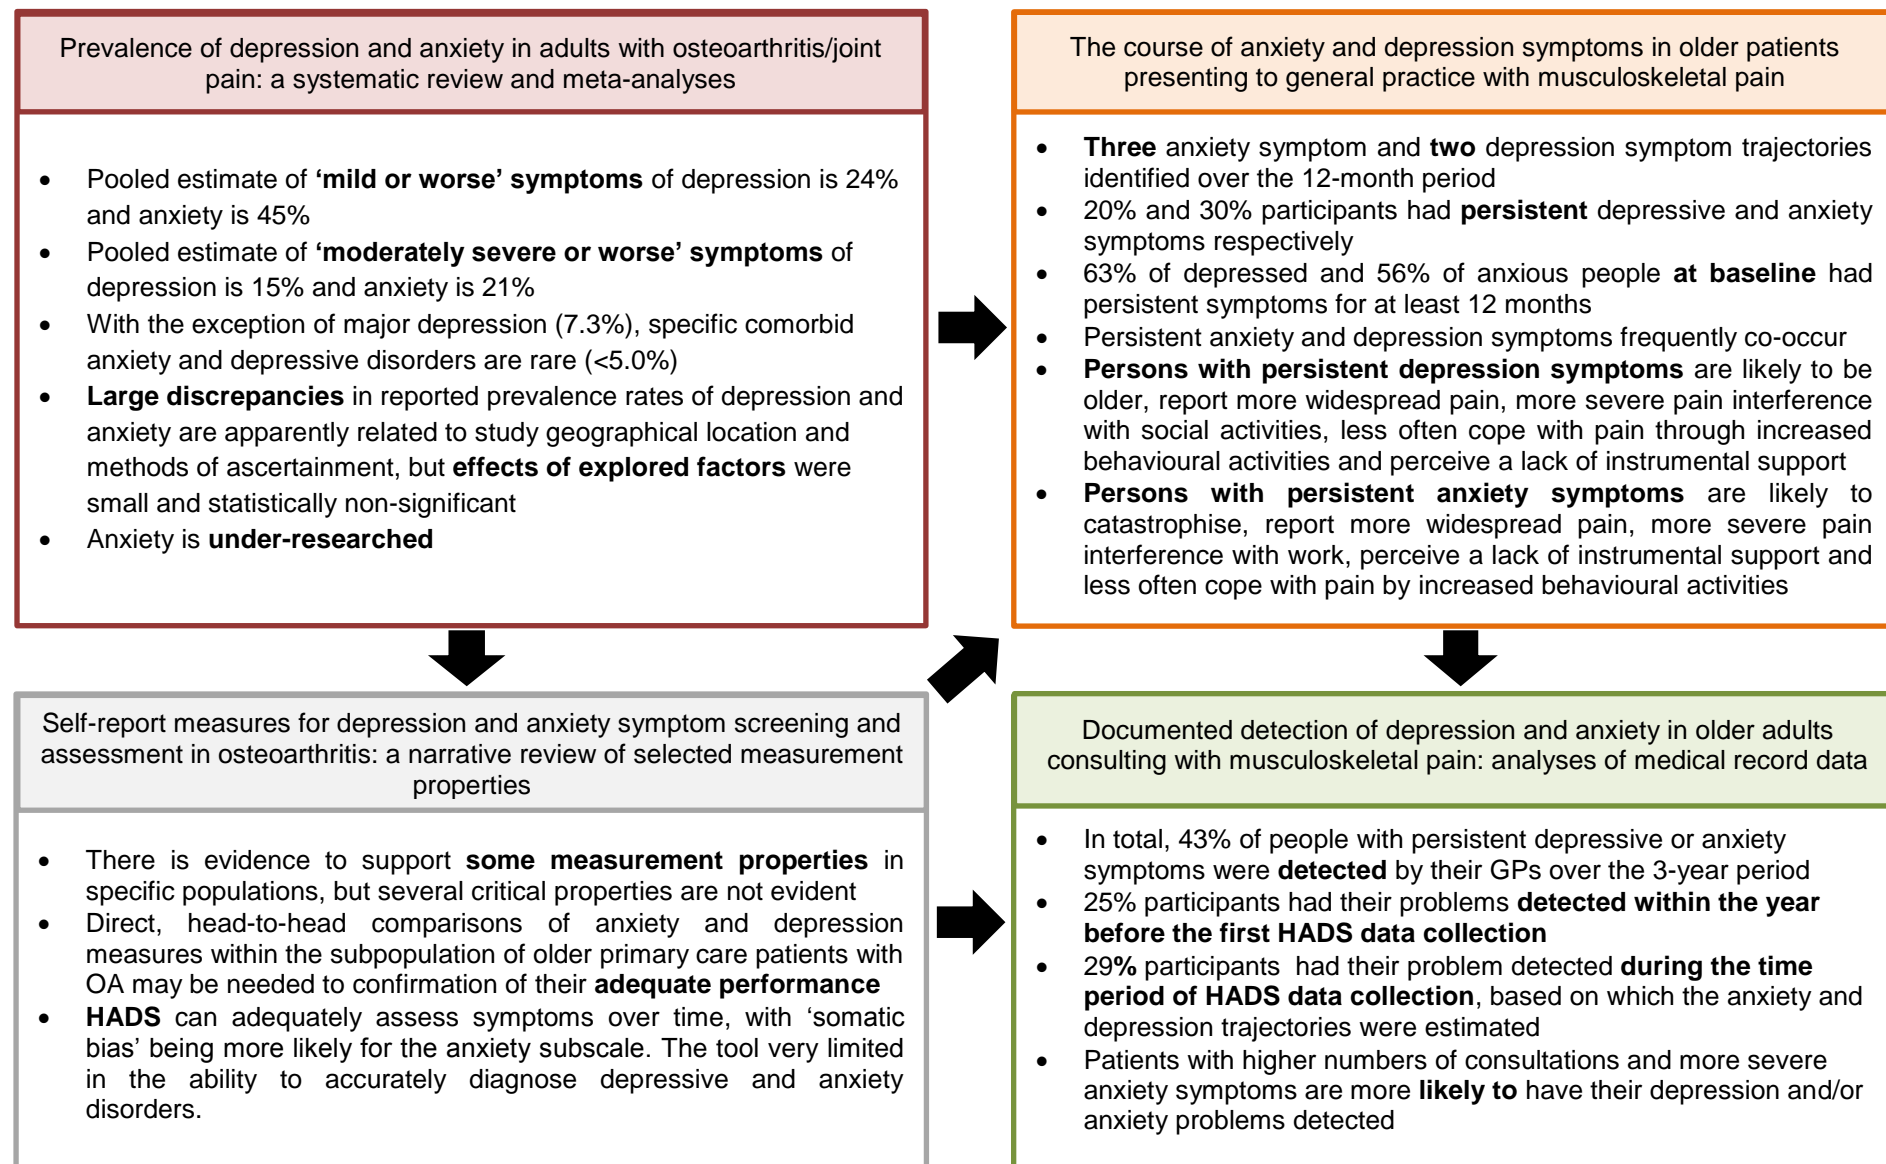 Prevalence of depression and anxiety in adults with osteoarthritis/joint
pain: a systematic review and meta-analyses
• Pooled estimate of ‘mild or worse’ symptoms of depression is 24%
and anxiety is 45%
• Pooled estimate of ‘moderately severe or worse’ symptoms of
depression is 15% and anxiety is 21%
• With the exception of major depression (7.3%), specific comorbid
anxiety and depressive disorders are rare (<5.0%)
• Large discrepancies in reported prevalence rates of depression and
anxiety are apparently related to study geographical location and
methods of ascertainment, but effects of explored factors were
small and statistically non-significant
• Anxiety is under-researched
The course of anxiety and depression symptoms in older patients
presenting to general practice with musculoskeletal pain
• Three anxiety symptom and two depression symptom trajectories
identified over the 12-month period
• 20% and 30% participants had persistent depressive and anxiety
symptoms respectively
• 63% of depressed and 56% of anxious people at baseline had
persistent symptoms for at least 12 months
• Persistent anxiety and depression symptoms frequently co-occur
• Persons with persistent depression symptoms are likely to be
older, report more widespread pain, more severe pain interference
with social activities, less often cope with pain through increased
behavioural activities and perceive a lack of instrumental support
• Persons with persistent anxiety symptoms are likely to
catastrophise, report more widespread pain, more severe pain
interference with work, perceive a lack of instrumental support and
less often cope with pain by increased behavioural activities
Self-report measures for depression and anxiety symptom screening and
assessment in osteoarthritis: a narrative review of selected measurement
properties
• There is evidence to support some measurement properties in
specific populations, but several critical properties are not evident
• Direct, head-to-head comparisons of anxiety and depression
measures within the subpopulation of older primary care patients with
OA may be needed to confirmation of their adequate performance
• HADS can adequately assess symptoms over time, with ‘somatic
bias’ being more likely for the anxiety subscale. The tool very limited
in the ability to accurately diagnose depressive and anxiety
disorders.
Documented detection of depression and anxiety in older adults
consulting with musculoskeletal pain: analyses of medical record data
• In total, 43% of people with persistent depressive or anxiety
symptoms were detected by their GPs over the 3-year period
• 25% participants had their problems detected within the year
before the first HADS data collection
• 29% participants had their problem detected during the time
period of HADS data collection, based on which the anxiety and
depression trajectories were estimated
• Patients with higher numbers of consultations and more severe
anxiety symptoms are more likely to have their depression and/or
anxiety problems detected